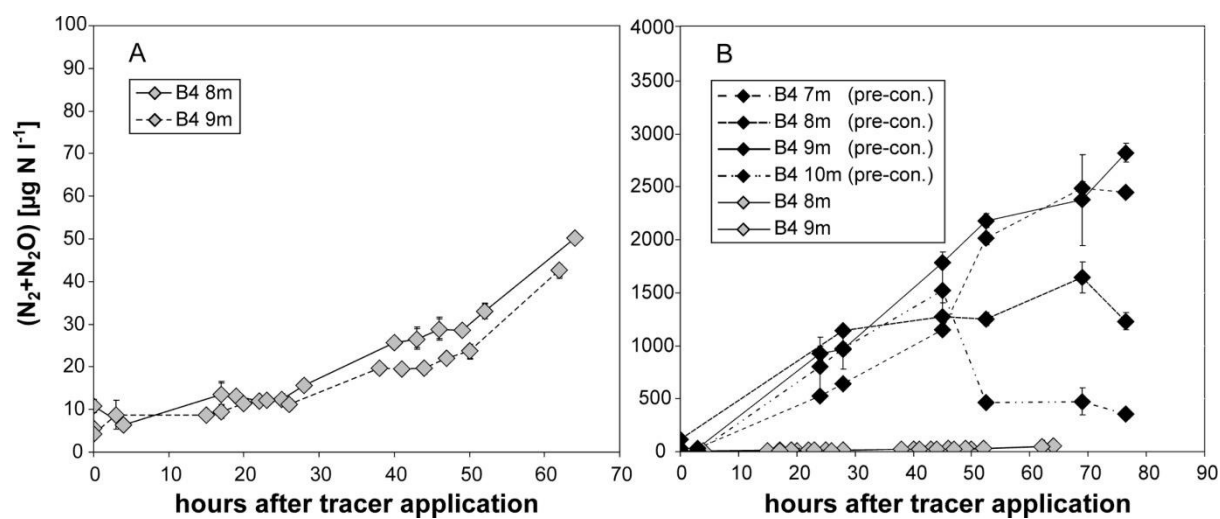 (N₂+N₂O) [µg N l⁻¹]
100
90
80
70
60
50
40
30
20
10
0
A
B4 8m
B4 9m
0 10 20 30 40 50 60 70
hours after tracer application
4000
3500
3000
2500
2000
1500
1000
500
0
B
B4 7m (pre-con.)
B4 8m (pre-con.)
B4 9m (pre-con.)
B4 10m (pre-con.)
B4 8m
B4 9m
0 10 20 30 40 50 60 70 80 90
hours after tracer application